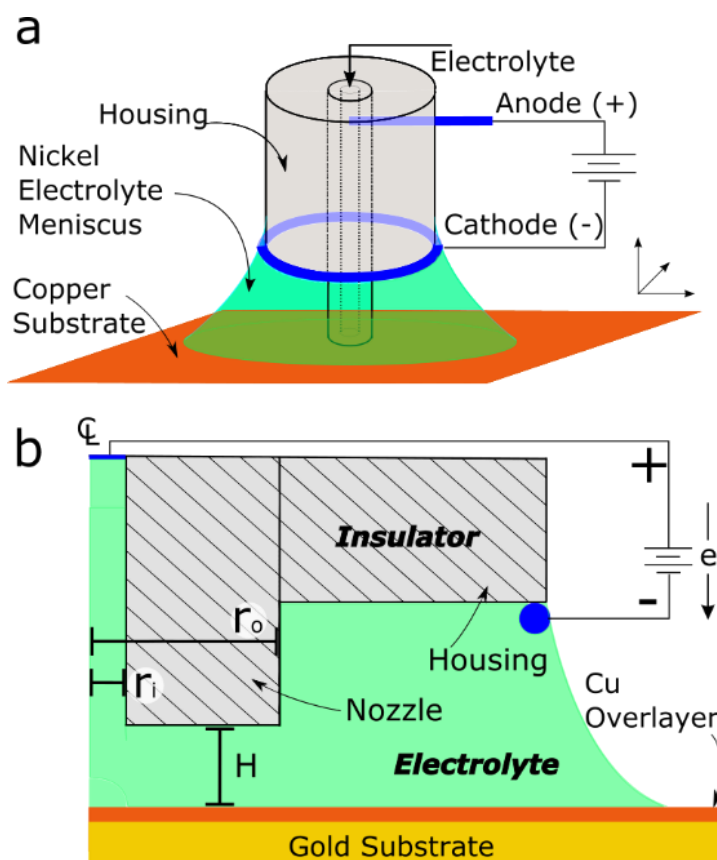 a
Electrolyte
Anode (+)
Housing
Nickel
Electrolyte
Meniscus
Cathode (-)
Copper
Substrate
b
℄
+
Insulator
e
-
rₒ
Housing
rᵢ
Nozzle
Cu
Overlayer
H
Electrolyte
Gold Substrate